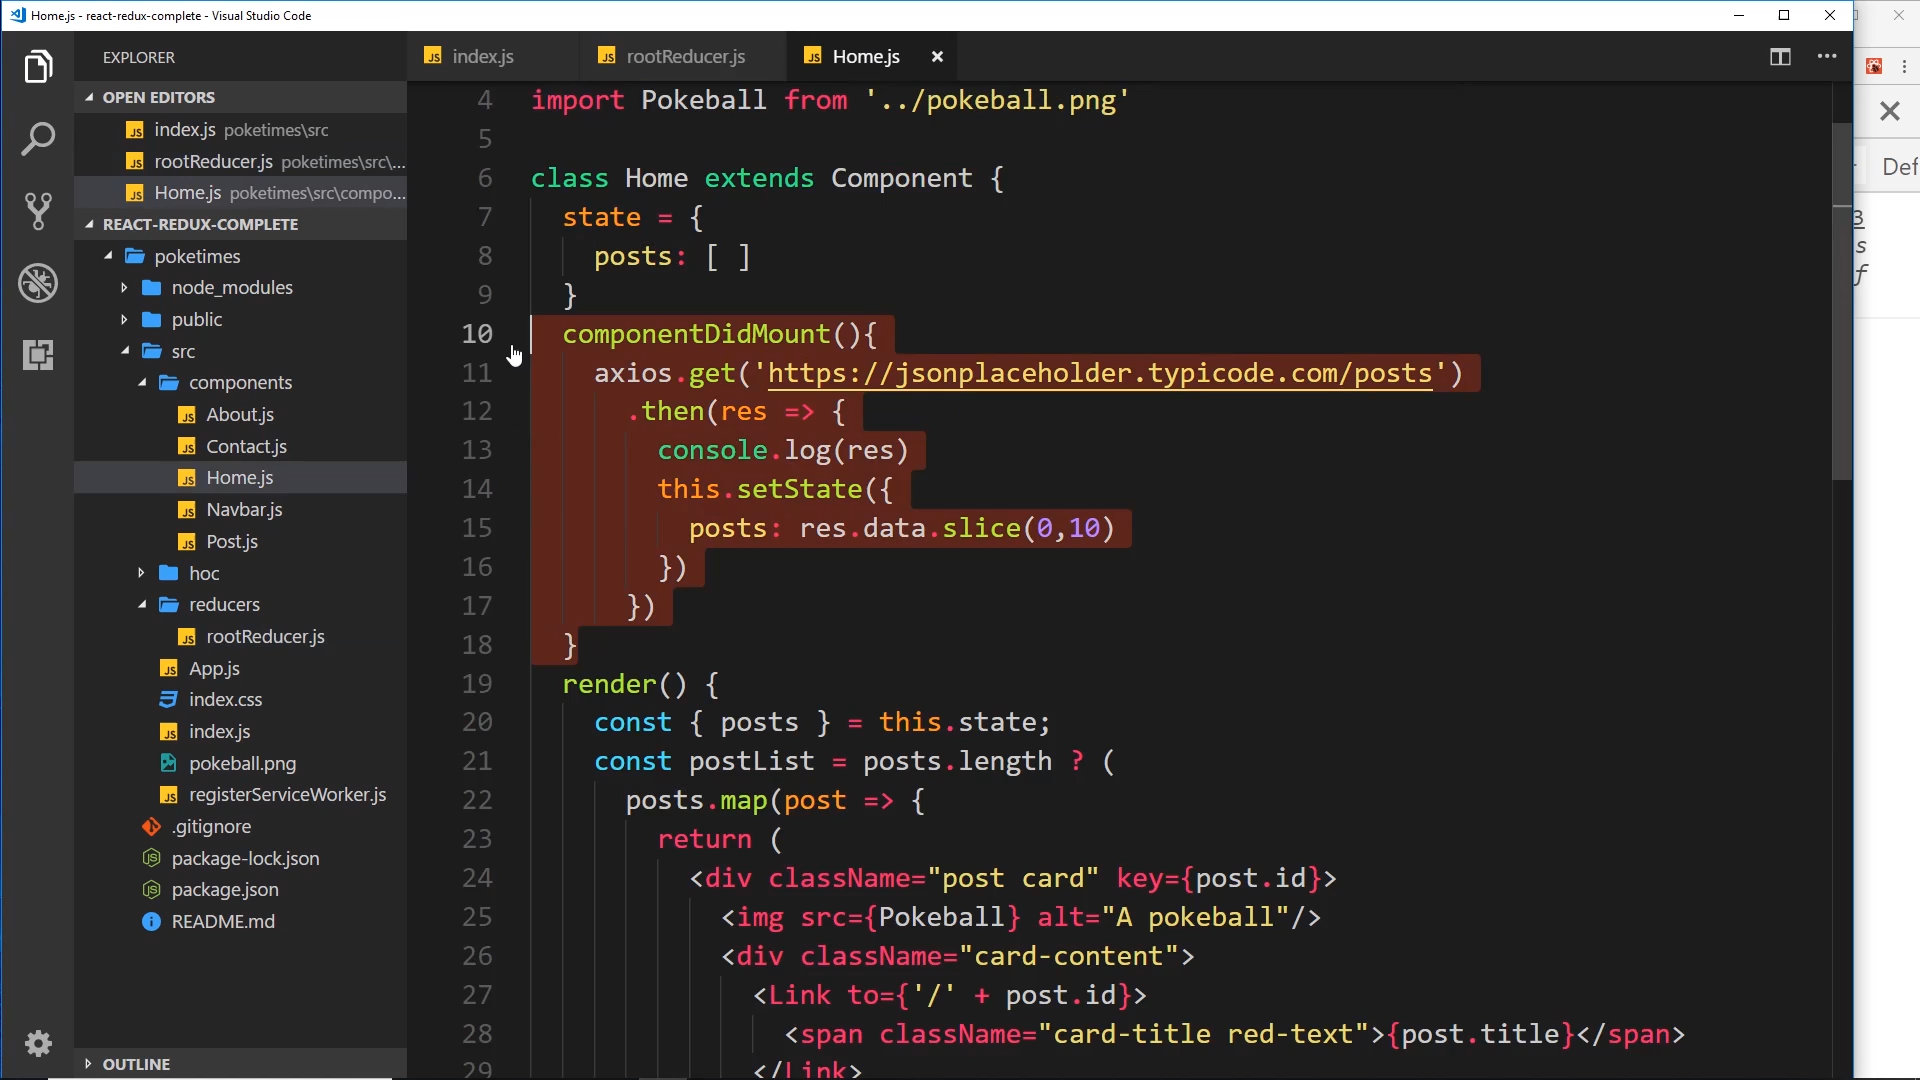 Home.js - react-redux-complete - Visual Studio Code
EXPLORER
OPEN EDITORS
index.js poketimes\src
rootReducer.js poketimes\src\...
Home.js poketimes\src\compo...
REACT-REDUX-COMPLETE
poketimes
node_modules
public
src
components
About.js
Contact.js
Home.js
Navbar.js
Post.js
hoc
reducers
rootReducer.js
App.js
index.css
index.js
pokeball.png
registerServiceWorker.js
.gitignore
package-lock.json
package.json
README.md
OUTLINE
index.js
rootReducer.js
Home.js
4 import Pokeball from '../pokeball.png'
5
6 class Home extends Component {
7 state = {
8 posts: [ ]
9 }
10 componentDidMount(){
11 axios.get('https://jsonplaceholder.typicode.com/posts')
12 .then(res => {
13 console.log(res)
14 this.setState({
15 posts: res.data.slice(0,10)
16 })
17 })
18 }
19 render() {
20 const { posts } = this.state;
21 const postList = posts.length ? (
22 posts.map(post => {
23 return (
24 <div className="post card" key={post.id}>
25 <img src={Pokeball} alt="A pokeball"/>
26 <div className="card-content">
27 <Link to={'/' + post.id}>
28 <span className="card-title red-text">{post.title}</span>
29 </Link>
Def
3
s
f